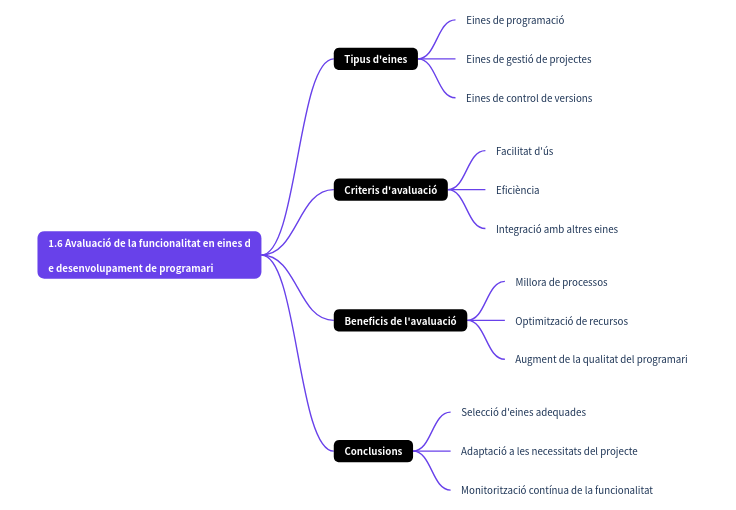 1.6 Avaluació de la funcionalitat en eines d
e desenvolupament de programari
Tipus d'eines
Eines de programació
Eines de gestió de projectes
Eines de control de versions
Criteris d'avaluació
Facilitat d'ús
Eficiència
Integració amb altres eines
Beneficis de l'avaluació
Millora de processos
Optimització de recursos
Augment de la qualitat del programari
Conclusions
Selecció d'eines adequades
Adaptació a les necessitats del projecte
Monitorització contínua de la funcionalitat